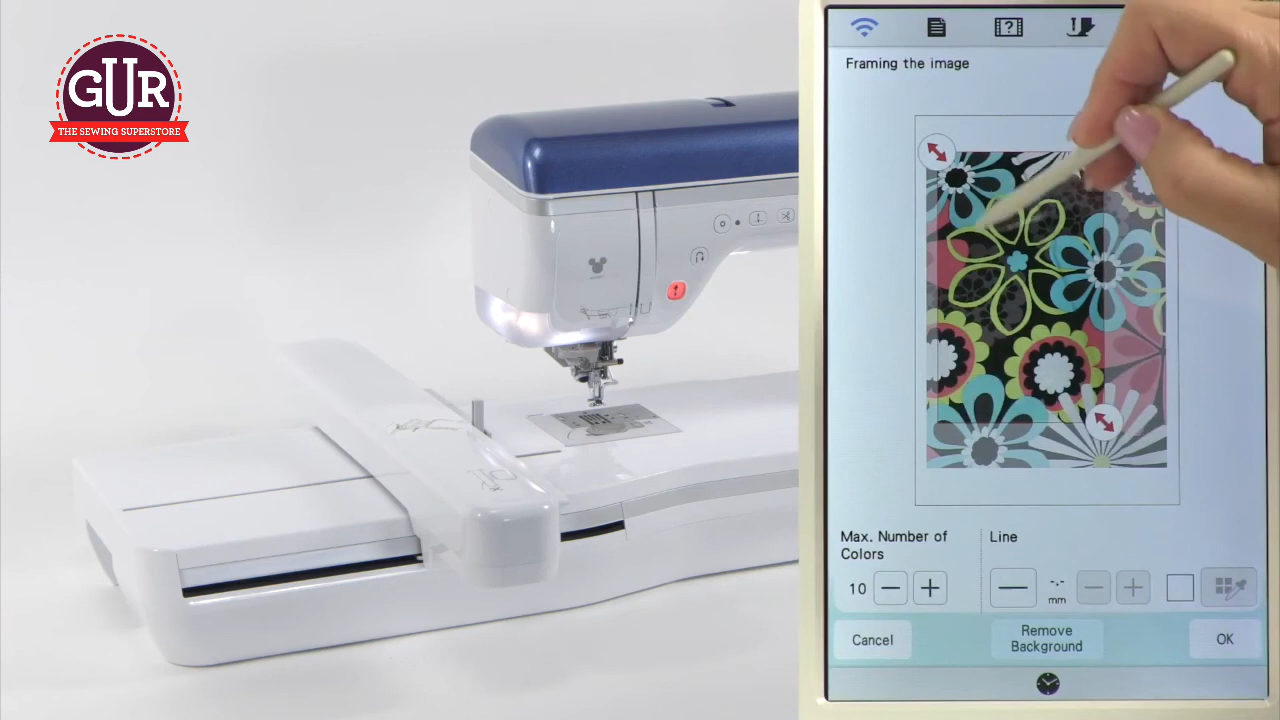 GUR
THE SEWING SUPERSTORE
Framing the image
Max. Number of
Colors
Line
10
-.-
mm
Cancel
Remove
Background
OK